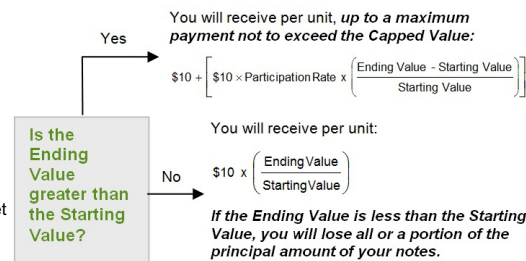 You will receive per unit, up to a maximum
payment not to exceed the Capped Value:
Yes
$10 + [ $10 × Participation Rate x ( Ending Value - Starting Value / Starting Value ) ]
Is the
Ending
Value
greater than
the Starting
Value?
You will receive per unit:
No
$10 x ( Ending Value / Starting Value )
If the Ending Value is less than the Starting
Value, you will lose all or a portion of the
principal amount of your notes.